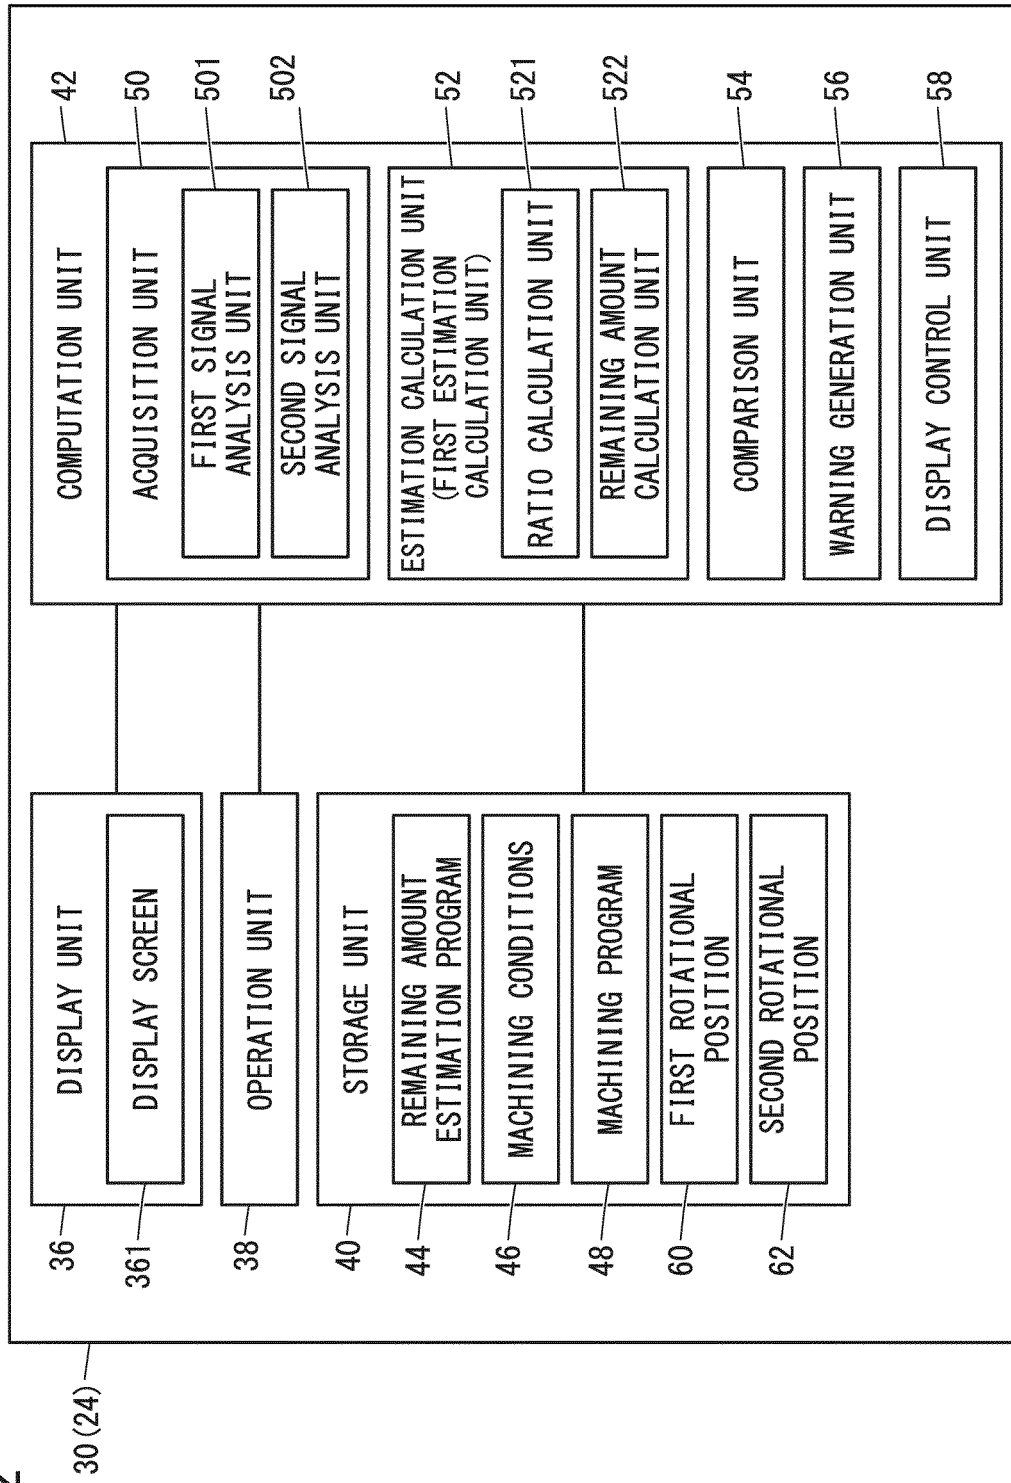 2
30(24)
36
DISPLAY UNIT
361
DISPLAY SCREEN
38
OPERATION UNIT
40
STORAGE UNIT
44
REMAINING AMOUNT
ESTIMATION PROGRAM
46
MACHINING CONDITIONS
48
MACHINING PROGRAM
60
FIRST ROTATIONAL
POSITION
62
SECOND ROTATIONAL
POSITION
COMPUTATION UNIT
42
ACQUISITION UNIT
50
FIRST SIGNAL
ANALYSIS UNIT
501
SECOND SIGNAL
ANALYSIS UNIT
502
ESTIMATION CALCULATION UNIT
(FIRST ESTIMATION
CALCULATION UNIT)
52
RATIO CALCULATION UNIT
521
REMAINING AMOUNT
CALCULATION UNIT
522
COMPARISON UNIT
54
WARNING GENERATION UNIT
56
DISPLAY CONTROL UNIT
58